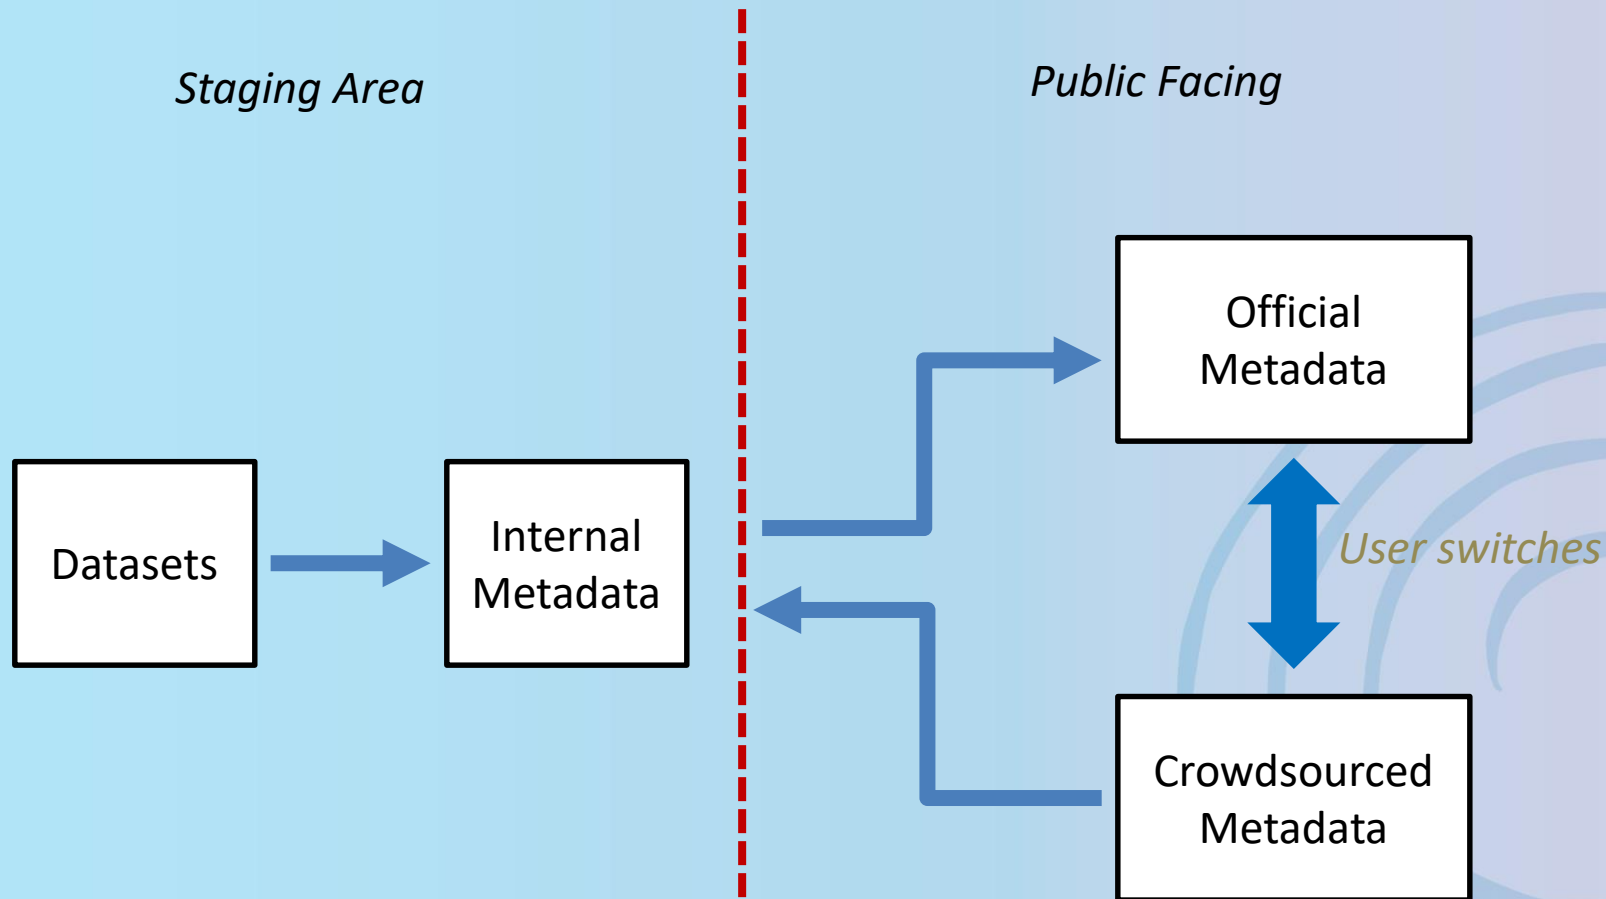 Staging Area
Public Facing
Official
Metadata
Datasets
Internal
Metadata
User switches
Crowdsourced
Metadata